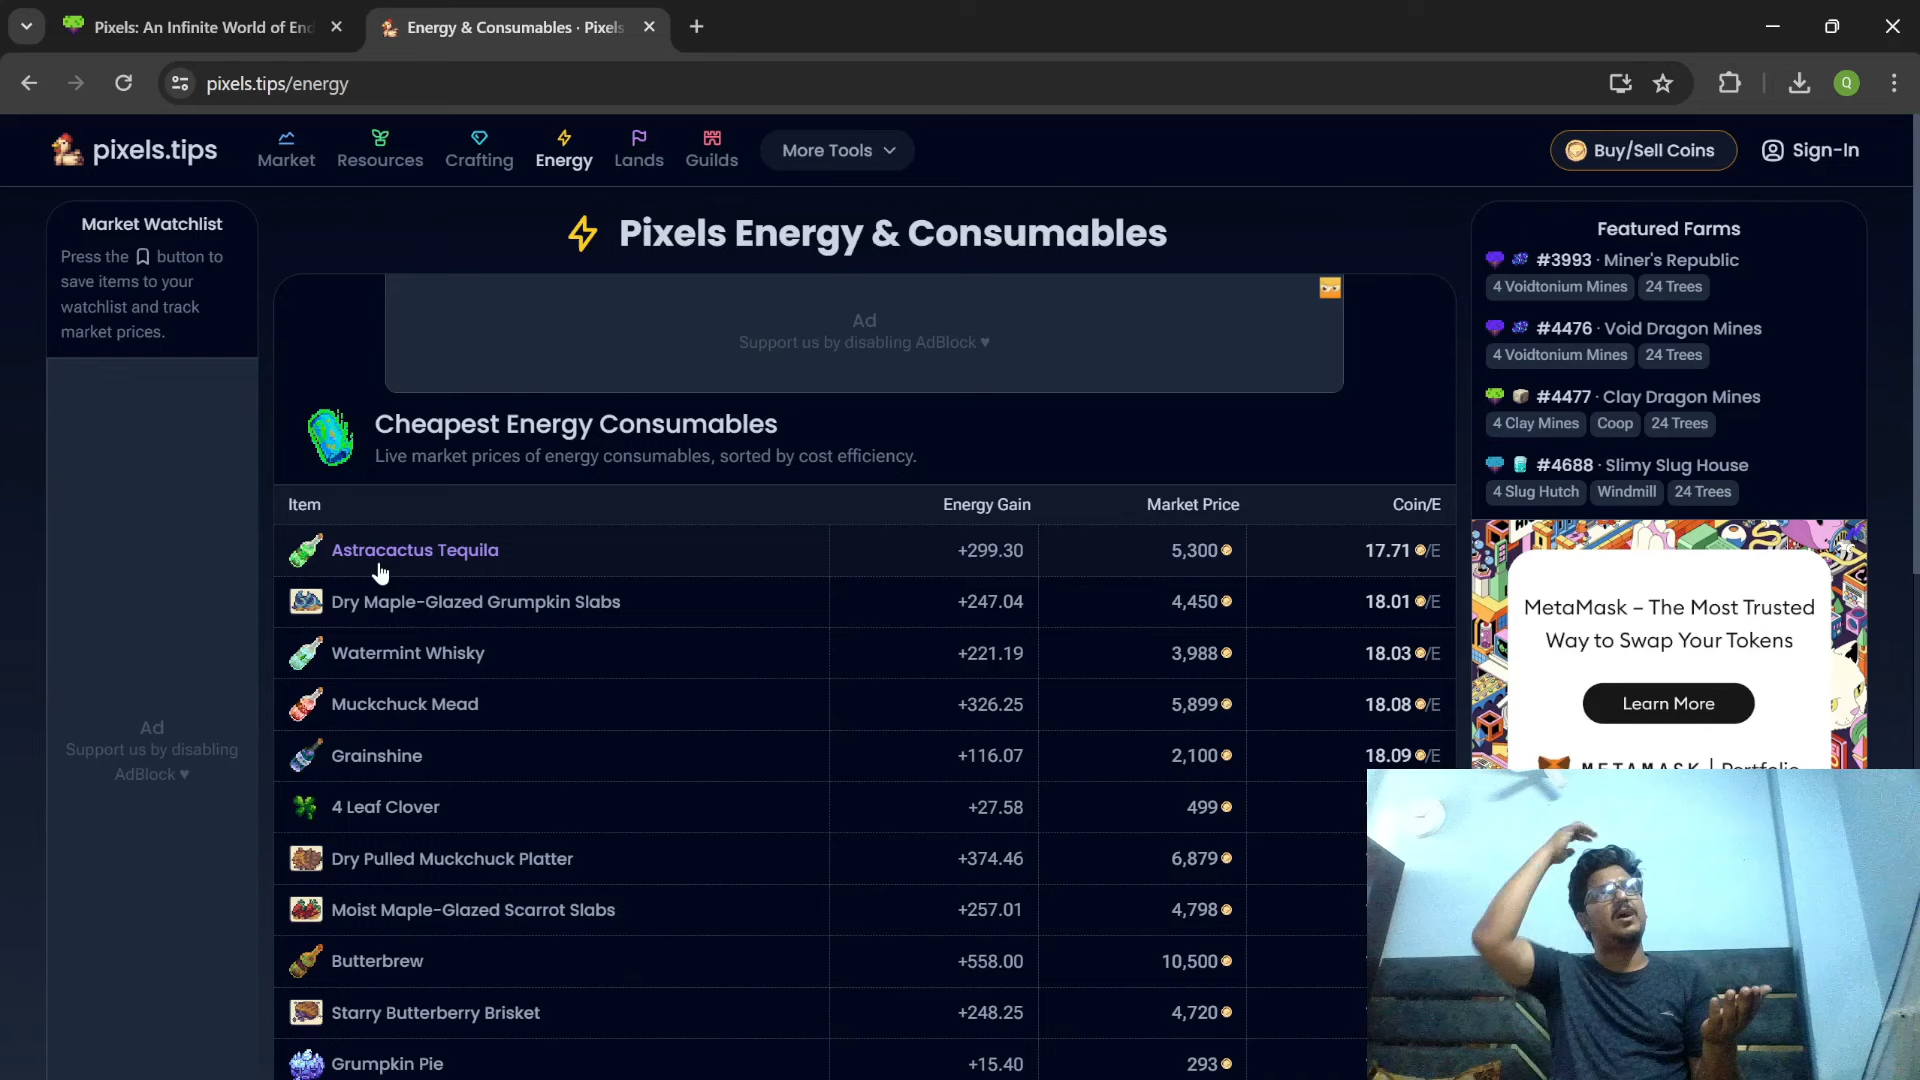 Pixels: An Infinite World of End
Energy & Consumables · Pixels
pixels.tips/energy
Q
pixels.tips
Market
Resources
Crafting
Energy
Lands
Guilds
More Tools
Buy/Sell Coins
Sign-In
Market Watchlist
Press the button to
save items to your
watchlist and track
market prices.
Ad
Support us by disabling
AdBlock ♥
Pixels Energy & Consumables
Ad
Support us by disabling AdBlock ♥
Cheapest Energy Consumables
Live market prices of energy consumables, sorted by cost efficiency.
Item Energy Gain Market Price Coin/E
Astracactus Tequila +299.30 5,300 17.71 /E
Dry Maple-Glazed Grumpkin Slabs +247.04 4,450 18.01 /E
Watermint Whisky +221.19 3,988 18.03 /E
Muckchuck Mead +326.25 5,899 18.08 /E
Grainshine +116.07 2,100 18.09 /E
4 Leaf Clover +27.58 499
Dry Pulled Muckchuck Platter +374.46 6,879
Moist Maple-Glazed Scarrot Slabs +257.01 4,798
Butterbrew +558.00 10,500
Starry Butterberry Brisket +248.25 4,720
Grumpkin Pie +15.40 293
Featured Farms
#3993 · Miner's Republic
4 Voidtonium Mines 24 Trees
#4476 · Void Dragon Mines
4 Voidtonium Mines 24 Trees
#4477 · Clay Dragon Mines
4 Clay Mines Coop 24 Trees
#4688 · Slimy Slug House
4 Slug Hutch Windmill 24 Trees
MetaMask – The Most Trusted
Way to Swap Your Tokens
Learn More
METAMASK | Portfolio